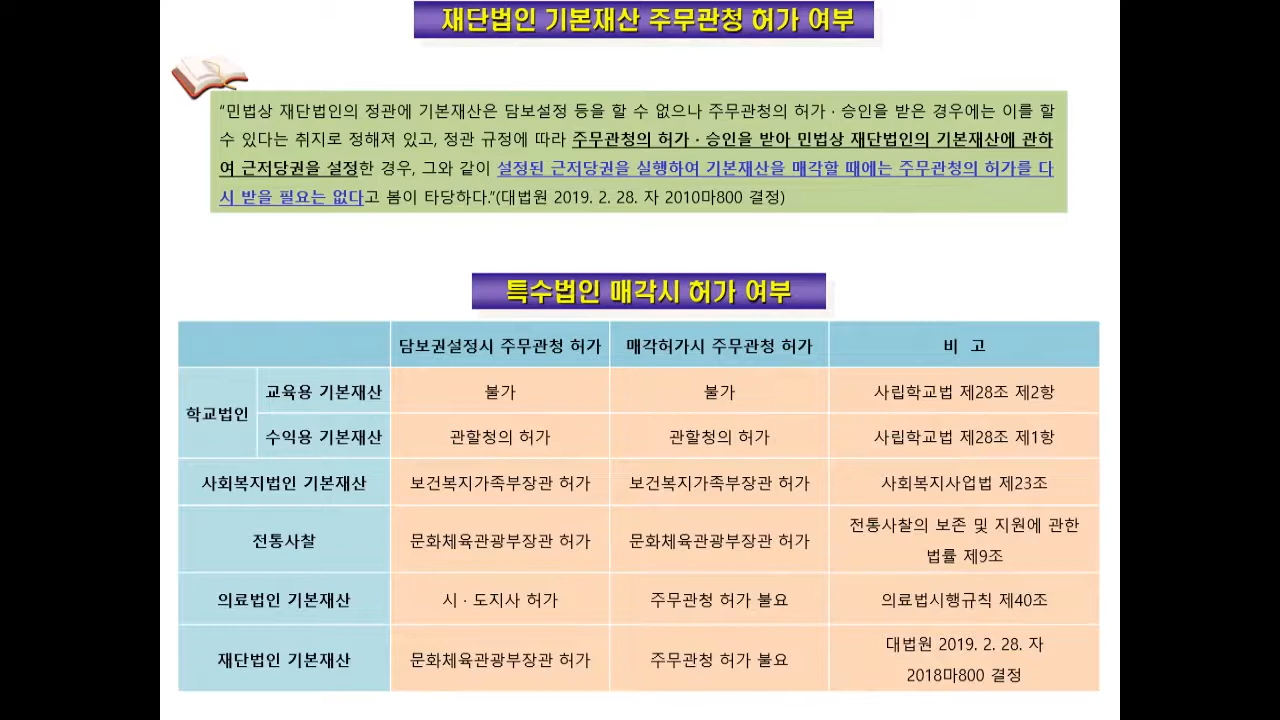 재단법인 기본재산 주무관청 허가 여부
“민법상 재단법인의 정관에 기본재산은 담보설정 등을 할 수 없으나 주무관청의 허가 · 승인을 받은 경우에는 이를 할
수 있다는 취지로 정해져 있고, 정관 규정에 따라 주무관청의 허가 · 승인을 받아 민법상 재단법인의 기본재산에 관하
여 근저당권을 설정한 경우, 그와 같이 설정된 근저당권을 실행하여 기본재산을 매각할 때에는 주무관청의 허가를 다
시 받을 필요는 없다고 봄이 타당하다.”(대법원 2019. 2. 28. 자 2010마800 결정)
특수법인 매각시 허가 여부
담보권설정시 주무관청 허가 매각허가시 주무관청 허가 비 고
학교법인 교육용 기본재산 불가 불가 사립학교법 제28조 제2항
수익용 기본재산 관할청의 허가 관할청의 허가 사립학교법 제28조 제1항
사회복지법인 기본재산 보건복지가족부장관 허가 보건복지가족부장관 허가 사회복지사업법 제23조
전통사찰 문화체육관광부장관 허가 문화체육관광부장관 허가 전통사찰의 보존 및 지원에 관한
법률 제9조
의료법인 기본재산 시 · 도지사 허가 주무관청 허가 불요 의료법시행규칙 제40조
재단법인 기본재산 문화체육관광부장관 허가 주무관청 허가 불요 대법원 2019. 2. 28. 자
2018마800 결정